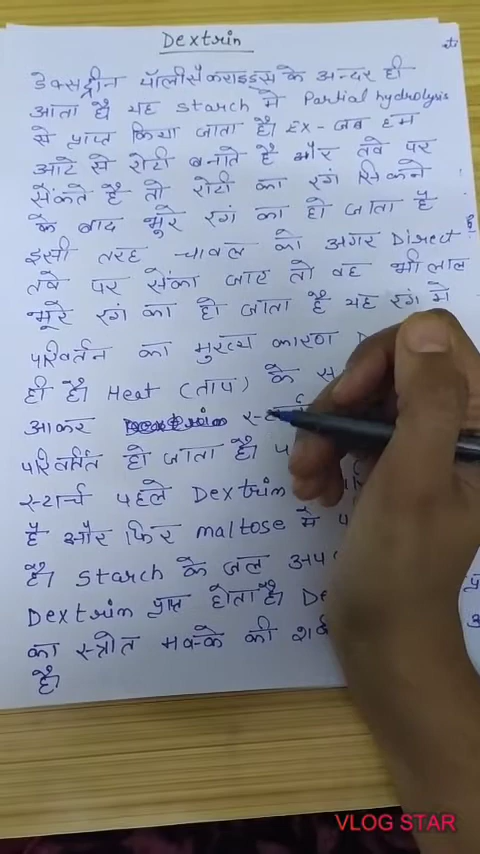 Dextrin
डेक्सट्रीन पॉलीसैकराइड्स के अन्दर ही
आता है। यह starch में Partial hydrolysis
से प्राप्त किया जाता है। Ex- जब हम
आटे से रोटी बनाते है और तवे पर
सेंकते है तो रोटी का रंग सिकने
के बाद भूरे रंग का हो जाता है
इसी तरह चावल को अगर Direct
तवे पर सेंका जाए तो वह भी लाल
भूरे रंग का हो जाता है यह रंग में
परिवर्तन का मुख्य कारण
ही है। Heat (ताप) के
आकर स्टार्च
परिवर्तित हो जाता है।
स्टार्च पहले Dextrin
है और फिर maltose में
है। Starch के जल
Dextrin प्राप्त होता है।
का स्त्रोत मक्के की
है।
VLOG STAR